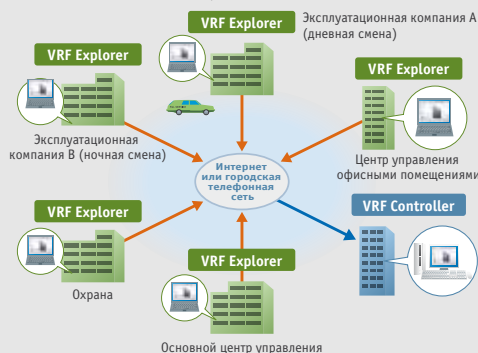 VRF Explorer
Эксплуатационная компания А
(дневная смена)
VRF Explorer
VRF Explorer
Эксплуатационная
компания В (ночная смена)
Интернет
или городская
телефонная
сеть
Центр управления
офисными помещениями
VRF Explorer
VRF Controller
Охрана
VRF Explorer
Основной центр управления